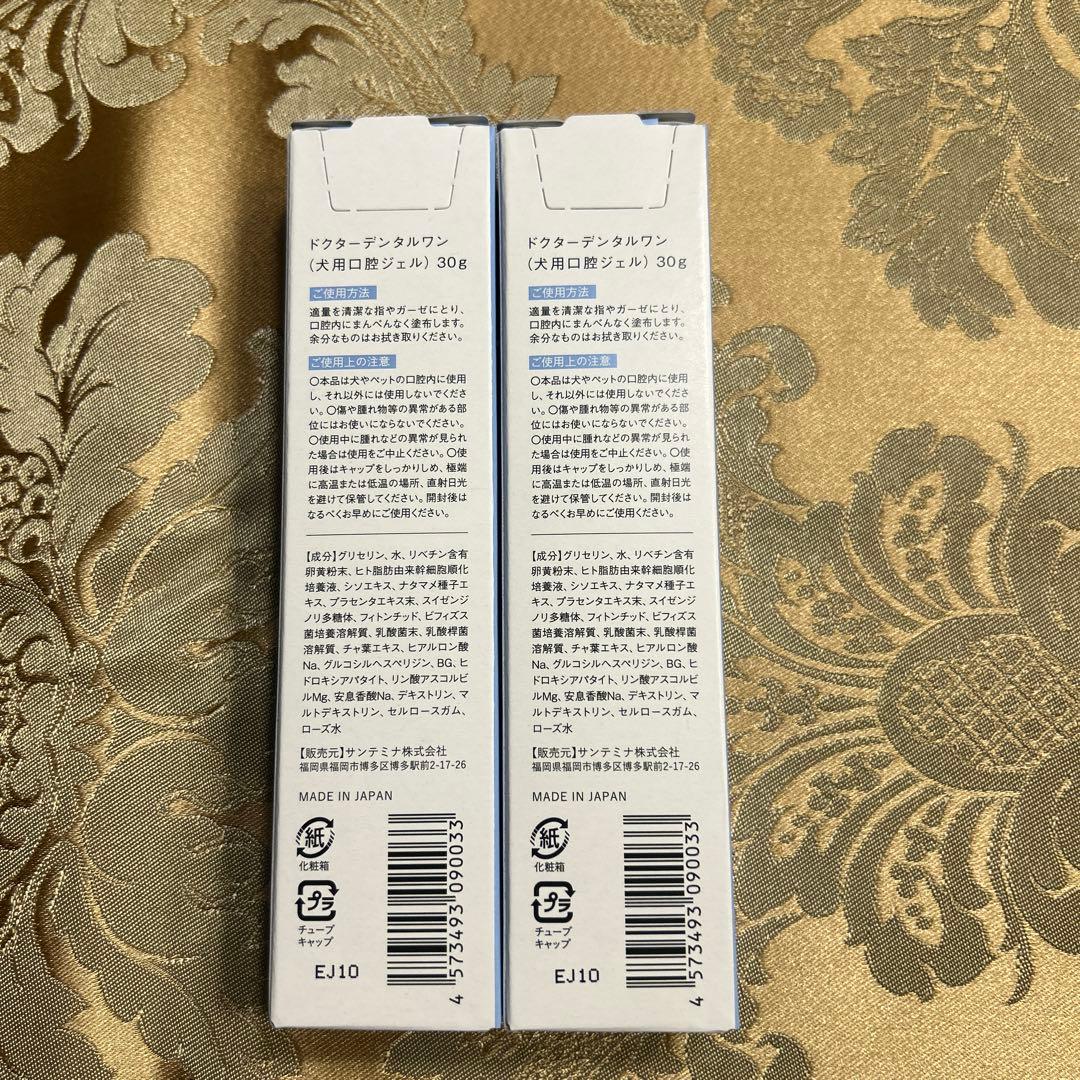 ドクターデンタルワン
(犬用口腔ジェル) 30g
ご使用方法
適量を清潔な指やガーゼにとり、
口腔内にまんべんなく塗布します。
余分なものはお拭き取りください。
ご使用上の注意
〇本品は犬やペットの口腔内に使用
し、それ以外には使用しないでくださ
い。〇傷や腫れ物等の異常がある部
位にはお使いにならないでください。
〇使用中に腫れなどの異常が見られ
た場合は使用をご中止ください。〇使
用後はキャップをしっかりしめ、極端
に高温または低温の場所、直射日光
を避けて保管してください。開封後は
なるべくお早めにご使用ください。
【成分】グリセリン、水、リベチン含有
卵黄粉末、ヒト脂肪由来幹細胞順化
培養液、シソエキス、ナタマメ種子エ
キス、プラセンタエキス末、スイゼンジ
ノリ多糖体、フィトンチッド、ビフィズス
菌培養溶解質、乳酸菌末、乳酸桿菌
溶解質、チャ葉エキス、ヒアルロン酸
Na、グルコシルヘスペリジン、BG、ヒ
ドロキシアパタイト、リン酸アスコルビ
ルMg、安息香酸Na、デキストリン、マ
ルトデキストリン、セルロースガム、
ローズ水
【販売元】サンテミナ株式会社
福岡県福岡市博多区博多駅前2-17-26
MADE IN JAPAN
紙
化粧箱
プラ
チューブ
キャップ
EJ10
4 573493 090033
ドクターデンタルワン
(犬用口腔ジェル) 30g
ご使用方法
適量を清潔な指やガーゼにとり、
口腔内にまんべんなく塗布します。
余分なものはお拭き取りください。
ご使用上の注意
〇本品は犬やペットの口腔内に使用
し、それ以外には使用しないでくださ
い。〇傷や腫れ物等の異常がある部
位にはお使いにならないでください。
〇使用中に腫れなどの異常が見られ
た場合は使用をご中止ください。〇使
用後はキャップをしっかりしめ、極端
に高温または低温の場所、直射日光
を避けて保管してください。開封後は
なるべくお早めにご使用ください。
【成分】グリセリン、水、リベチン含有
卵黄粉末、ヒト脂肪由来幹細胞順化
培養液、シソエキス、ナタマメ種子エ
キス、プラセンタエキス末、スイゼンジ
ノリ多糖体、フィトンチッド、ビフィズス
菌培養溶解質、乳酸菌末、乳酸桿菌
溶解質、チャ葉エキス、ヒアルロン酸
Na、グルコシルヘスペリジン、BG、ヒ
ドロキシアパタイト、リン酸アスコルビ
ルMg、安息香酸Na、デキストリン、マ
ルトデキストリン、セルロースガム、
ローズ水
【販売元】サンテミナ株式会社
福岡県福岡市博多区博多駅前2-17-26
MADE IN JAPAN
紙
化粧箱
プラ
チューブ
キャップ
EJ10
4 573493 090033